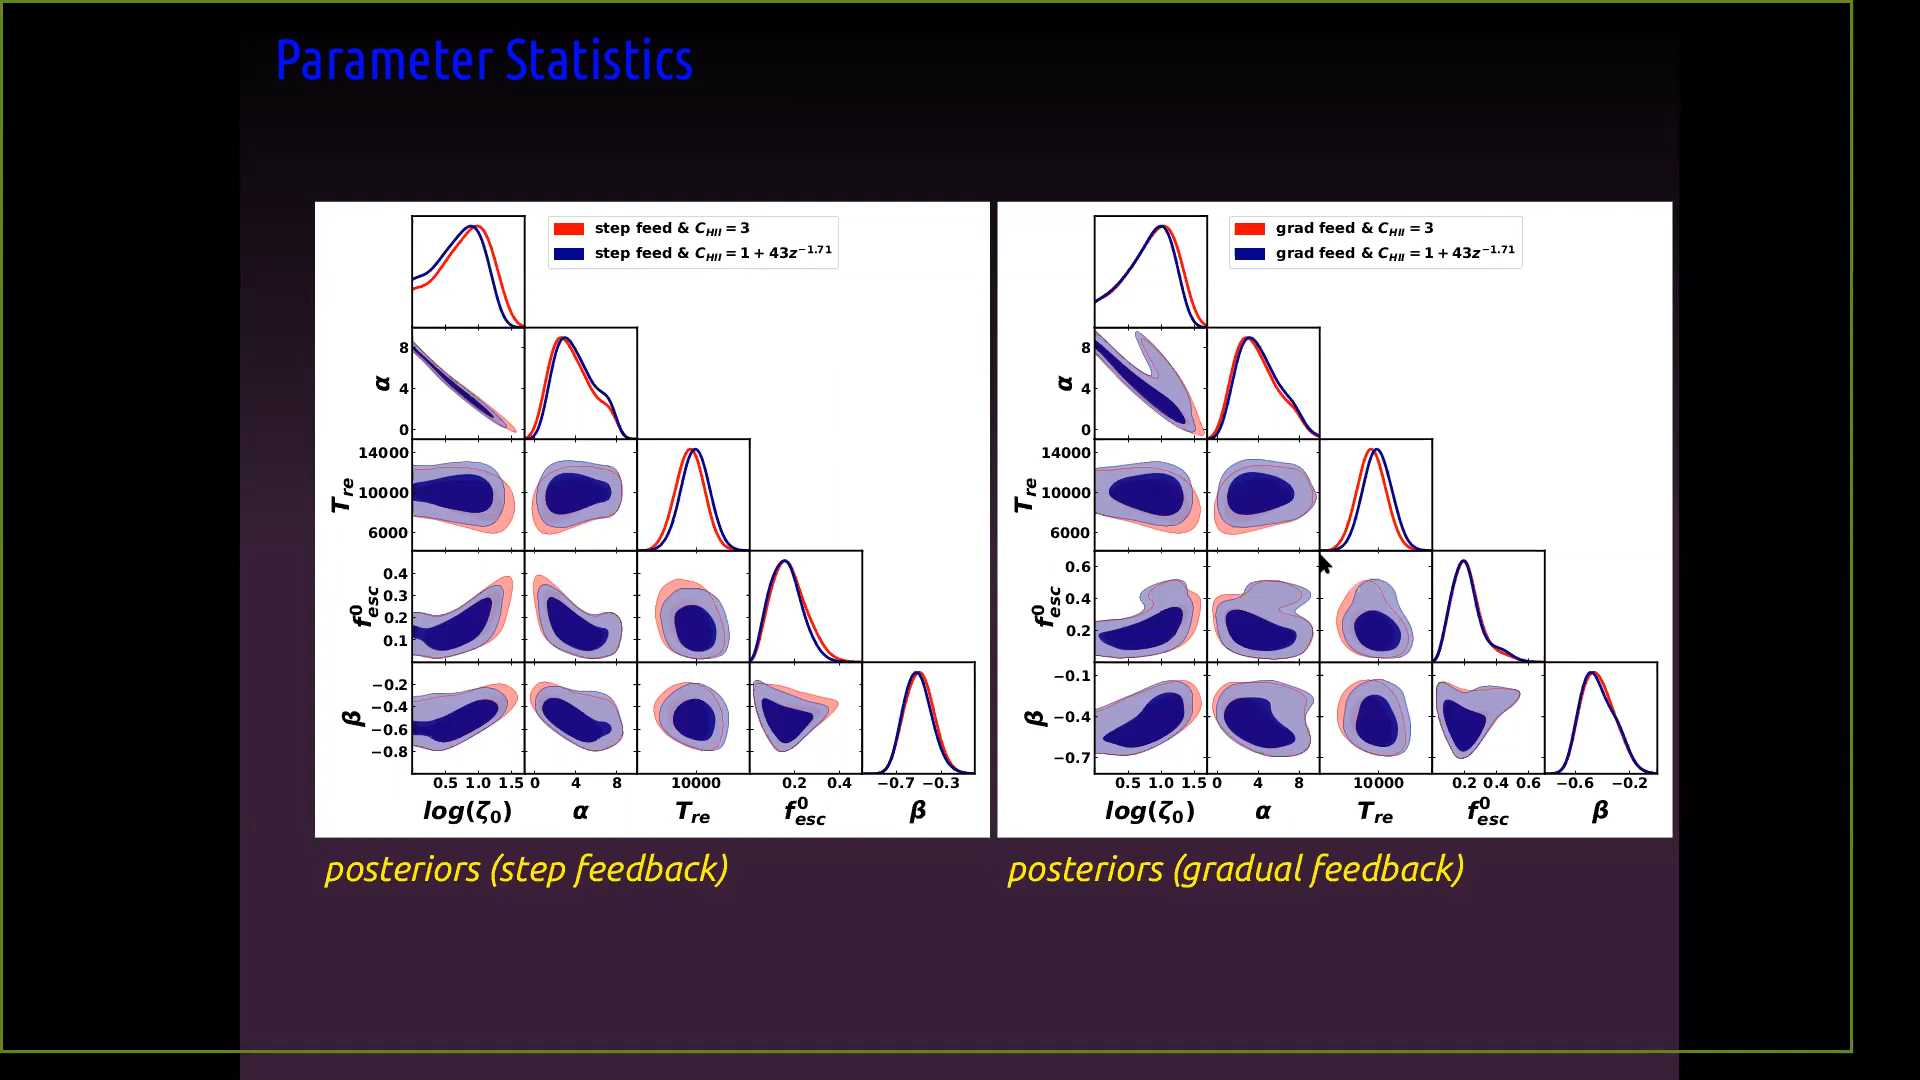 Parameter Statistics
step feed & C_HII = 3
step feed & C_HII = 1 + 43z^−1.71
α
8
4
0
T_re
14000
10000
6000
f^0_esc
0.4
0.3
0.2
0.1
β
−0.2
−0.4
−0.6
−0.8
0.5 1.0 1.5 0 4 8 10000 0.2 0.4 −0.7 −0.3
log(ζ_0) α T_re f^0_esc β
posteriors (step feedback)
grad feed & C_HII = 3
grad feed & C_HII = 1 + 43z^−1.71
α
8
4
0
T_re
14000
10000
6000
f^0_esc
0.6
0.4
0.2
β
−0.1
−0.4
−0.7
0.5 1.0 1.5 0 4 8 10000 0.2 0.4 0.6 −0.6 −0.2
log(ζ_0) α T_re f^0_esc β
posteriors (gradual feedback)